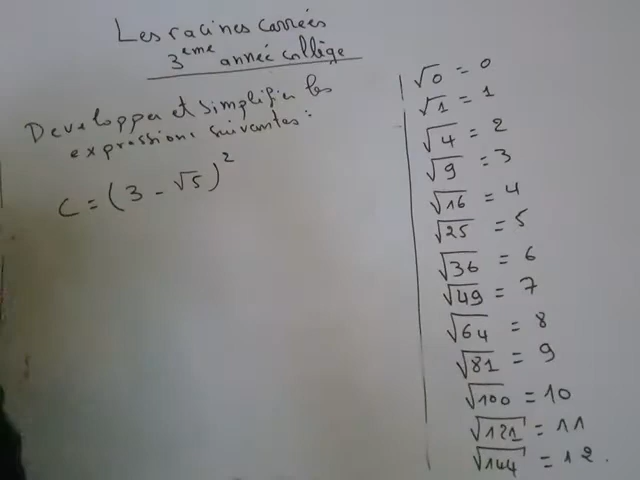 Les racines carrées
3ème année collège
Developper et simplifier les
expressions suivantes :
C = (3 - √5)²
√0 = 0
√1 = 1
√4 = 2
√9 = 3
√16 = 4
√25 = 5
√36 = 6
√49 = 7
√64 = 8
√81 = 9
√100 = 10
√121 = 11
√144 = 12.